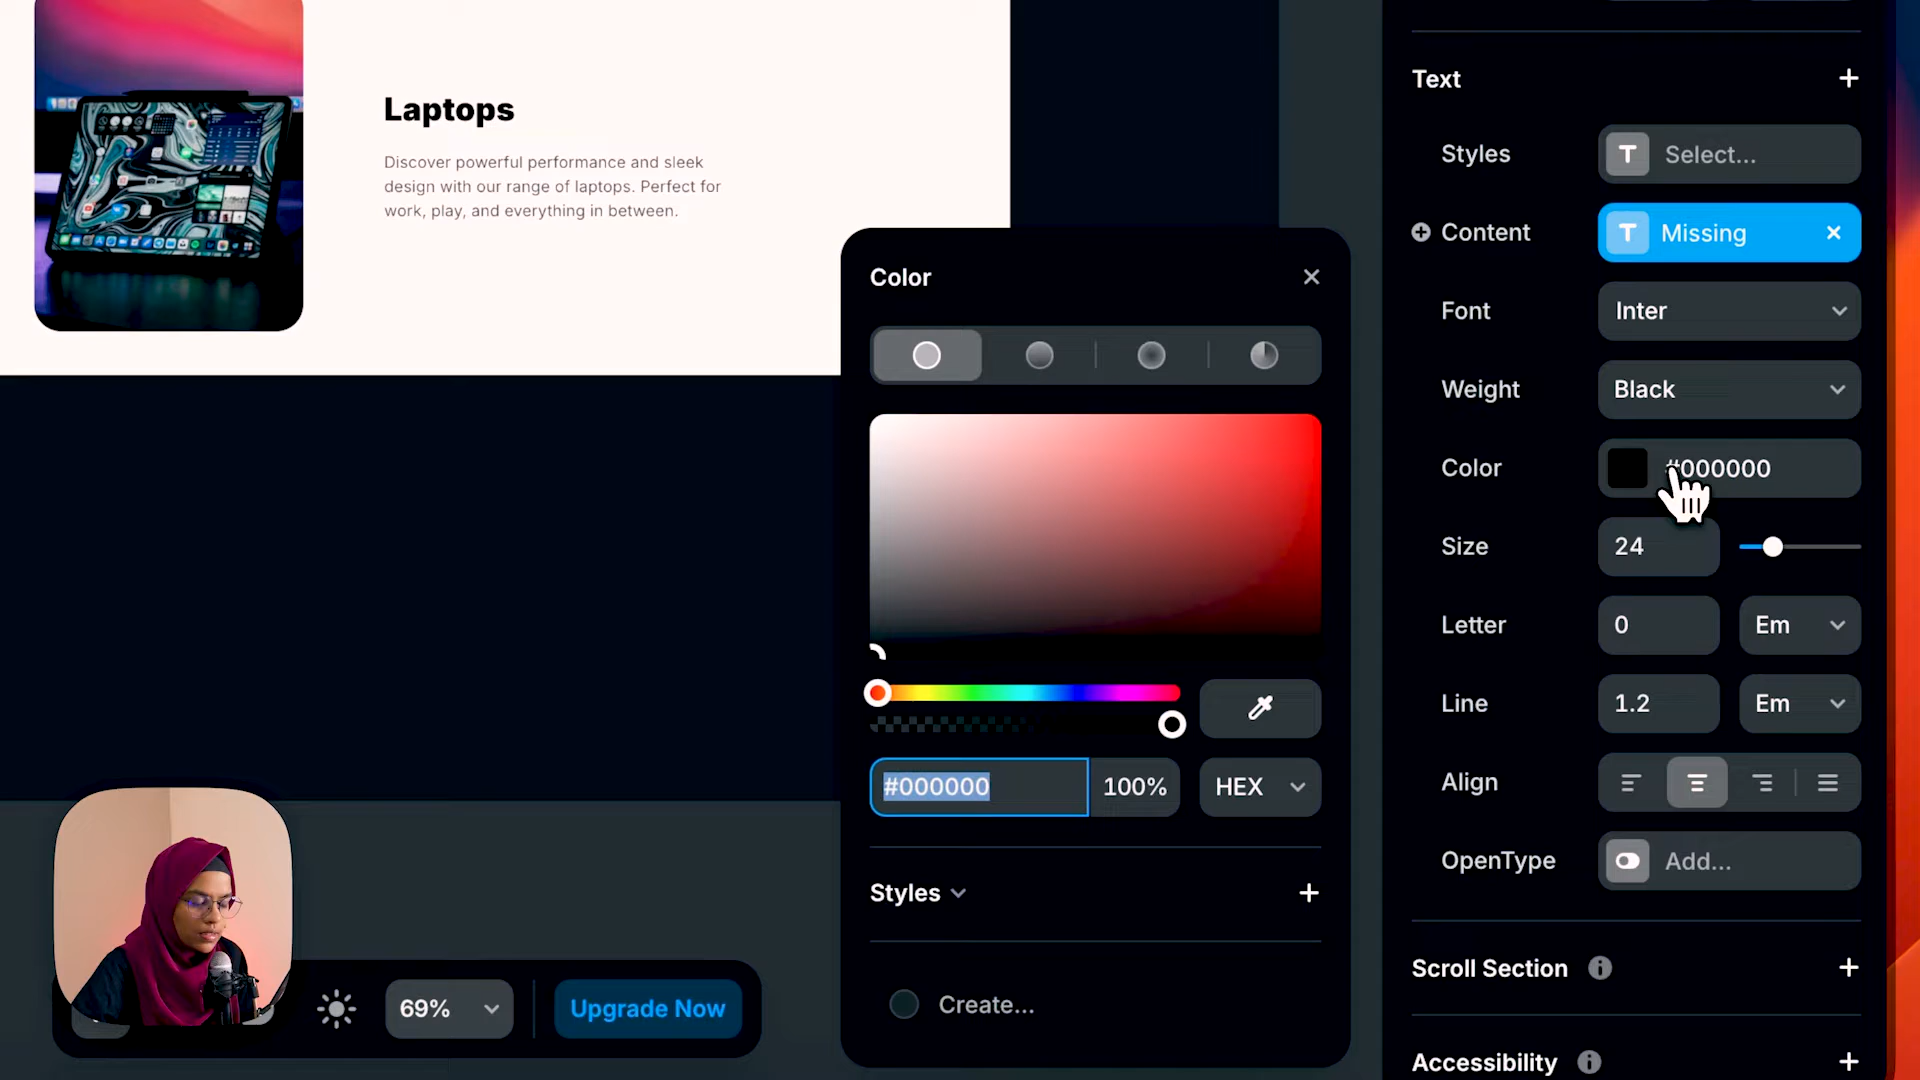 Laptops
Discover powerful performance and sleek
design with our range of laptops. Perfect for
work, play, and everything in between.
69%
Upgrade Now
Color
#000000
100%
HEX
Styles
Create...
Text
Styles
Select...
Content
Missing
Font
Inter
Weight
Black
Color
#000000
Size
24
Letter
0
Em
Line
1.2
Em
Align
OpenType
Add...
Scroll Section
Accessibility